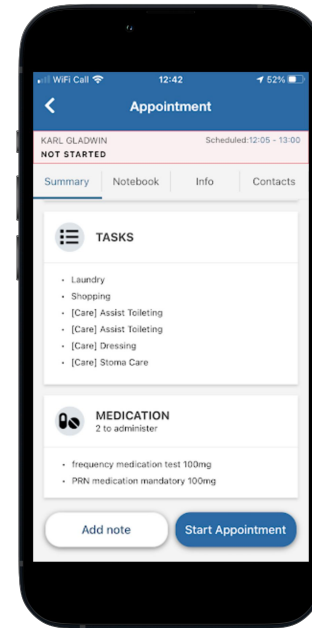 WiFi Call 12:42 52%
Appointment
KARL GLADWIN Scheduled:12:05 - 13:00
NOT STARTED
Summary Notebook Info Contacts
TASKS
• Laundry
• Shopping
• [Care] Assist Toileting
• [Care] Assist Toileting
• [Care] Dressing
• [Care] Stoma Care
MEDICATION
2 to administer
• frequency medication test 100mg
• PRN medication mandatory 100mg
Add note Start Appointment